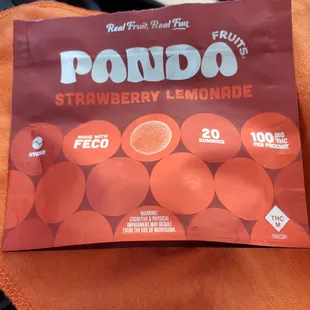 Real Fruit, Real Fun
PANDA
FRUITS.
STRAWBERRY LEMONADE
HYBRID
MADE WITH
FECO
20
GUMMIES
100 MG
THC
PER PACKAGE
WARNING:
COGNITIVE & PHYSICAL
IMPAIRMENT MAY RESULT
FROM THE USE OF MARIJUANA.
THC
M